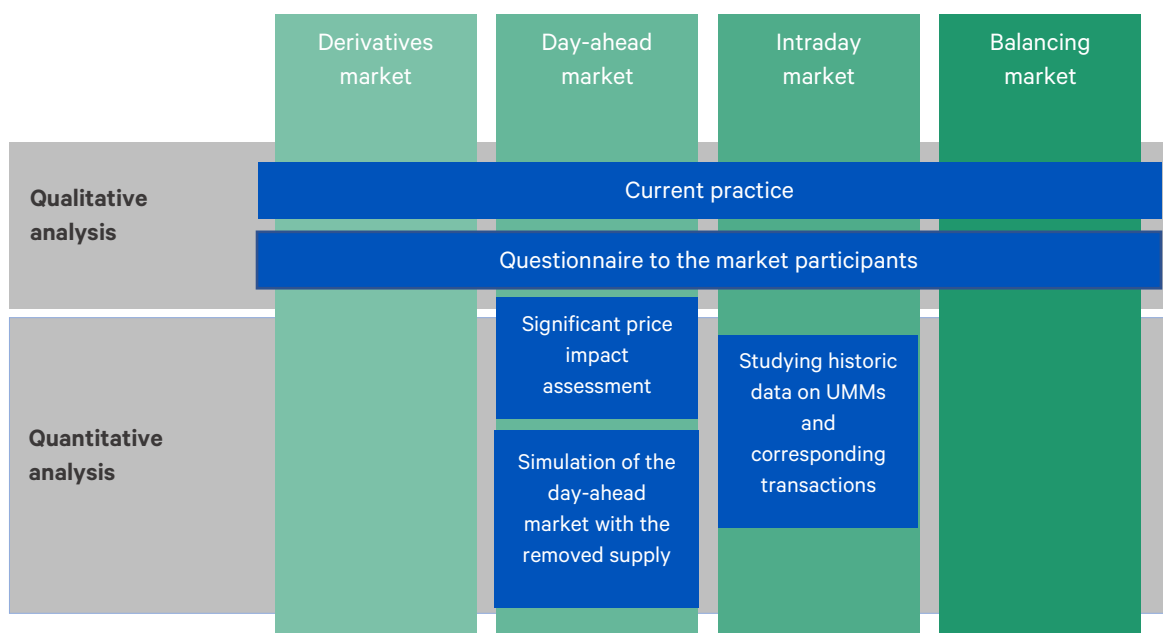 Derivatives
market
Day-ahead
market
Intraday
market
Balancing
market
Qualitative
analysis
Current practice
Questionnaire to the market participants
Quantitative
analysis
Significant price
impact
assessment
Simulation of the
day-ahead
market with the
removed supply
Studying historic
data on UMMs
and
corresponding
transactions